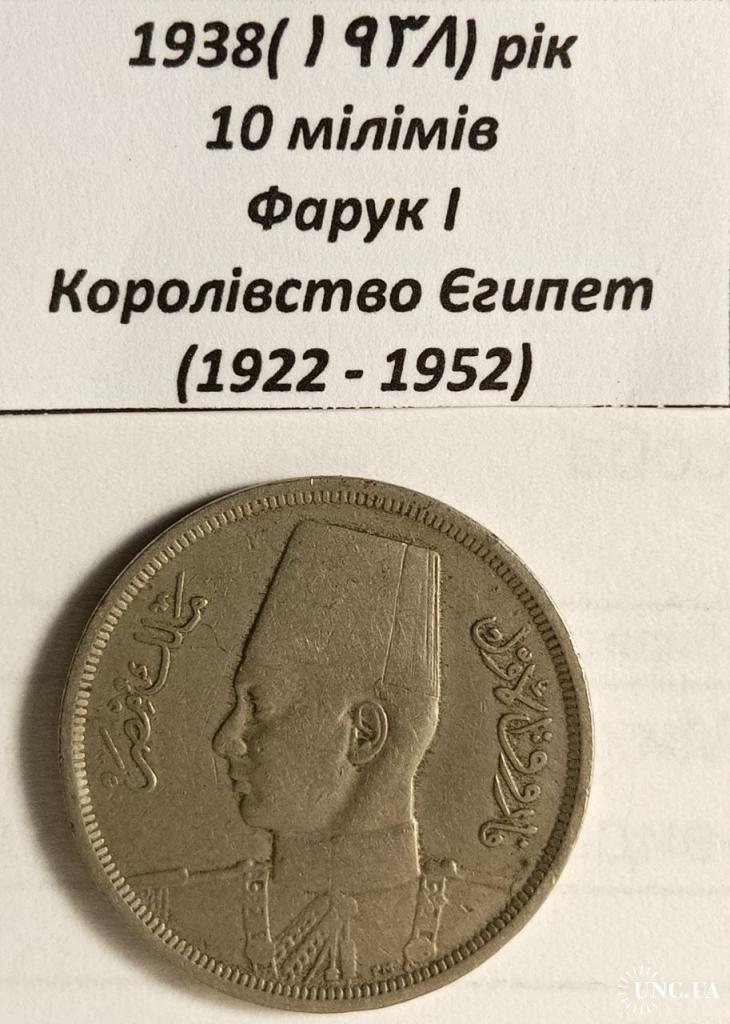 1938(١٩٣٨) рік
10 мілімів
Фарук І
Королівство Єгипет
(1922 - 1952)
UNC.UA